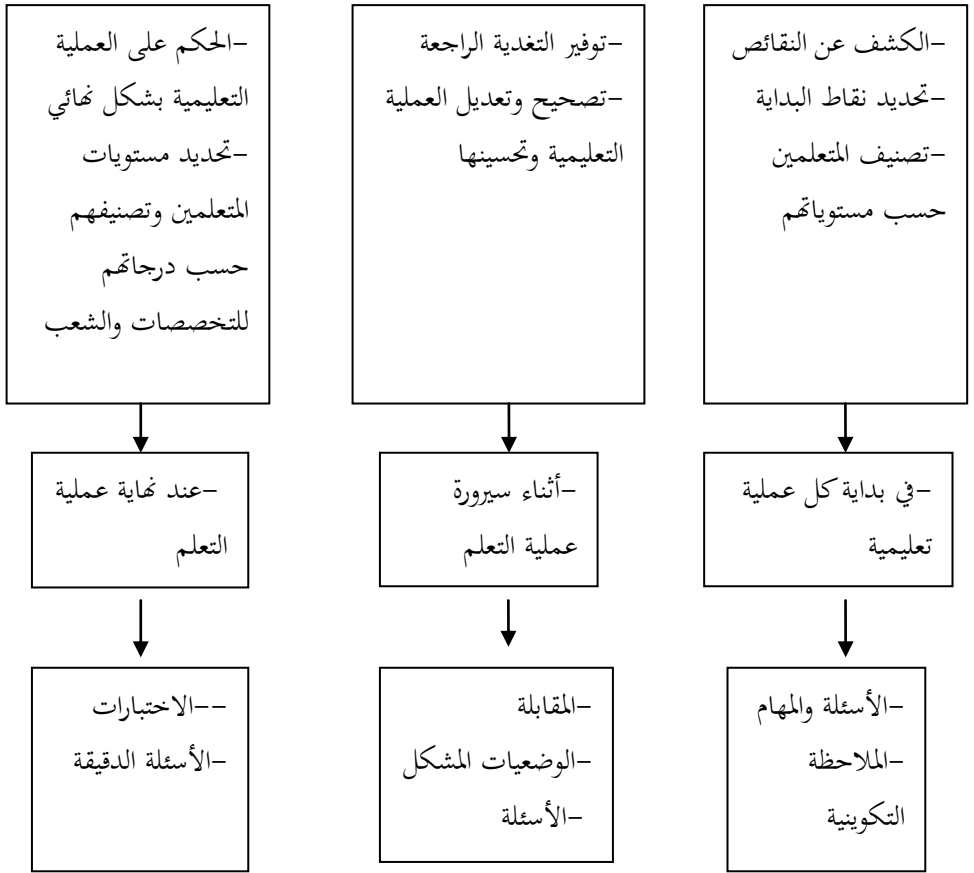 -الكشف عن النقائص
-تحديد نقاط البداية
-تصنيف المتعلمين
حسب مستوياتهم
-توفير التغدية الراجعة
-تصحيح وتعديل العملية
التعليمية وتحسينها
-الحكم على العملية
التعليمية بشكل نهائي
-تحديد مستويات
المتعلمين وتصنيفهم
حسب درجاتهم
للتخصصات والشعب
-في بداية كل عملية
تعليمية
-أثناء سيرورة
عملية التعلم
-عند نهاية عملية
التعلم
-الأسئلة والمهام
-الملاحظة
التكوينية
-المقابلة
-الوضعيات المشكل
-الأسئلة
--الاختبارات
-الأسئلة الدقيقة